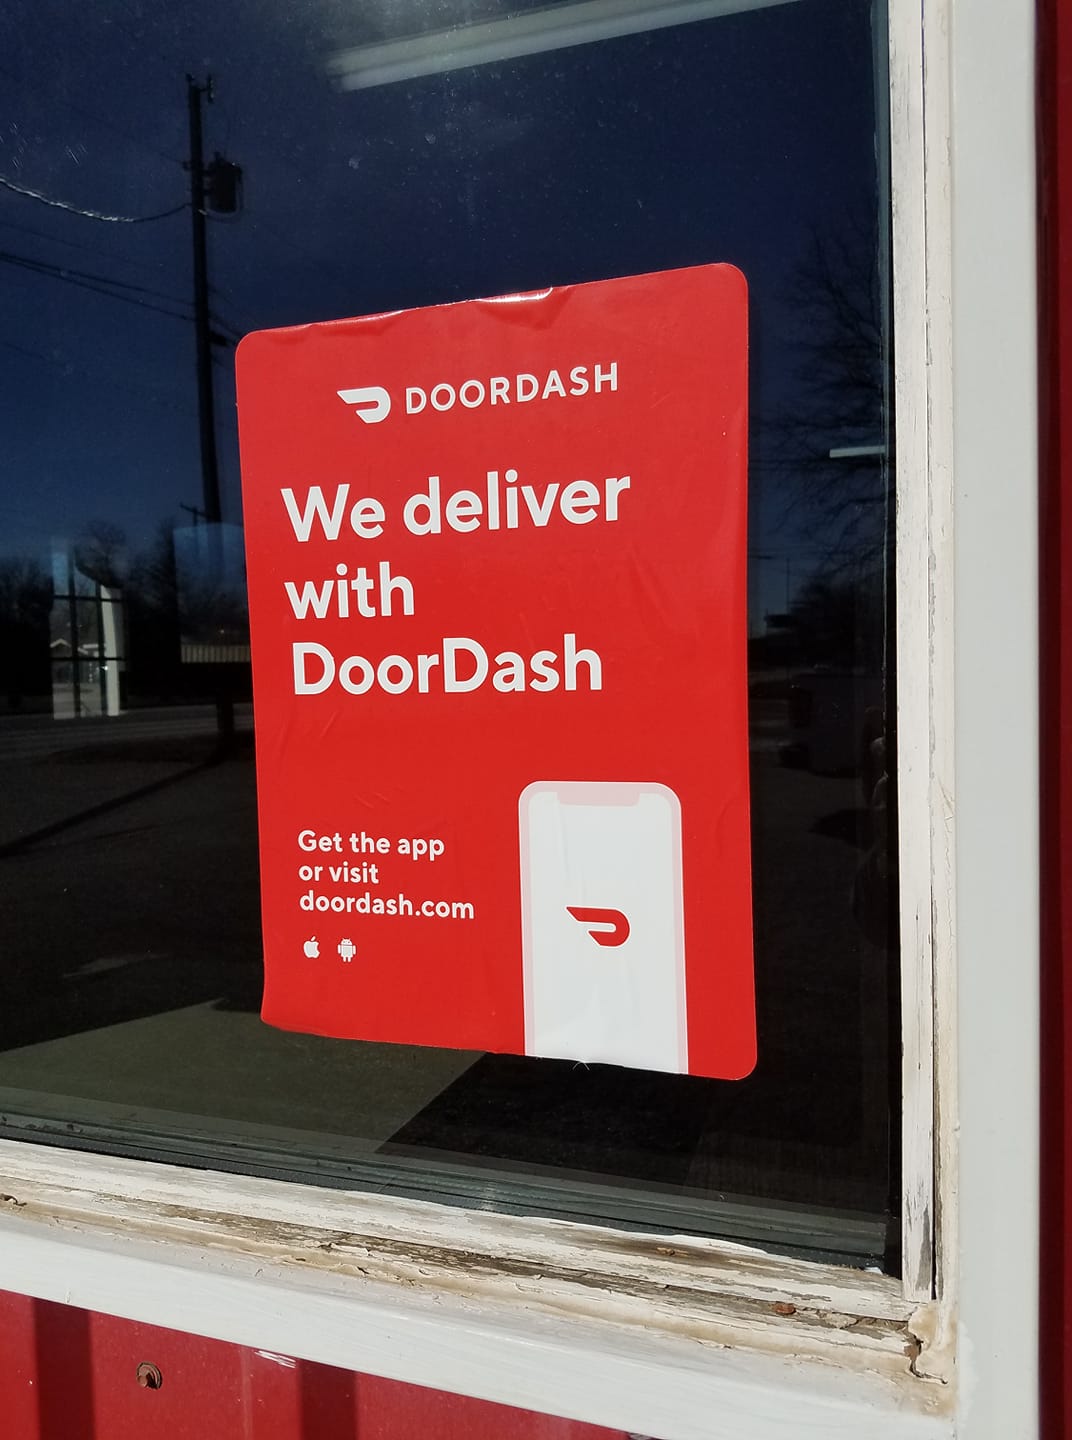 DOORDASH
We deliver
with
DoorDash
Get the app
or visit
doordash.com